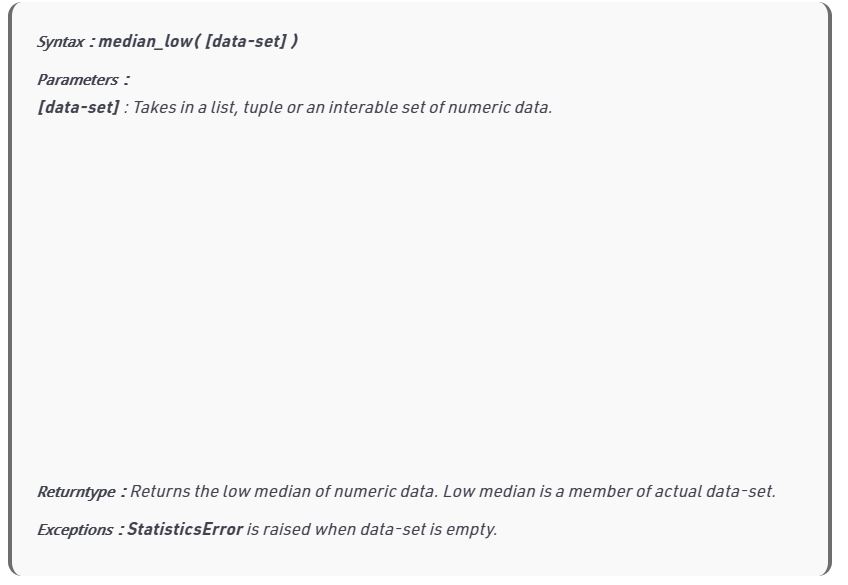 Syntax : median_low( [data-set] )
Parameters :
[data-set] : Takes in a list, tuple or an interable set of numeric data.
Returntype : Returns the low median of numeric data. Low median is a member of actual data-set.
Exceptions : StatisticsError is raised when data-set is empty.